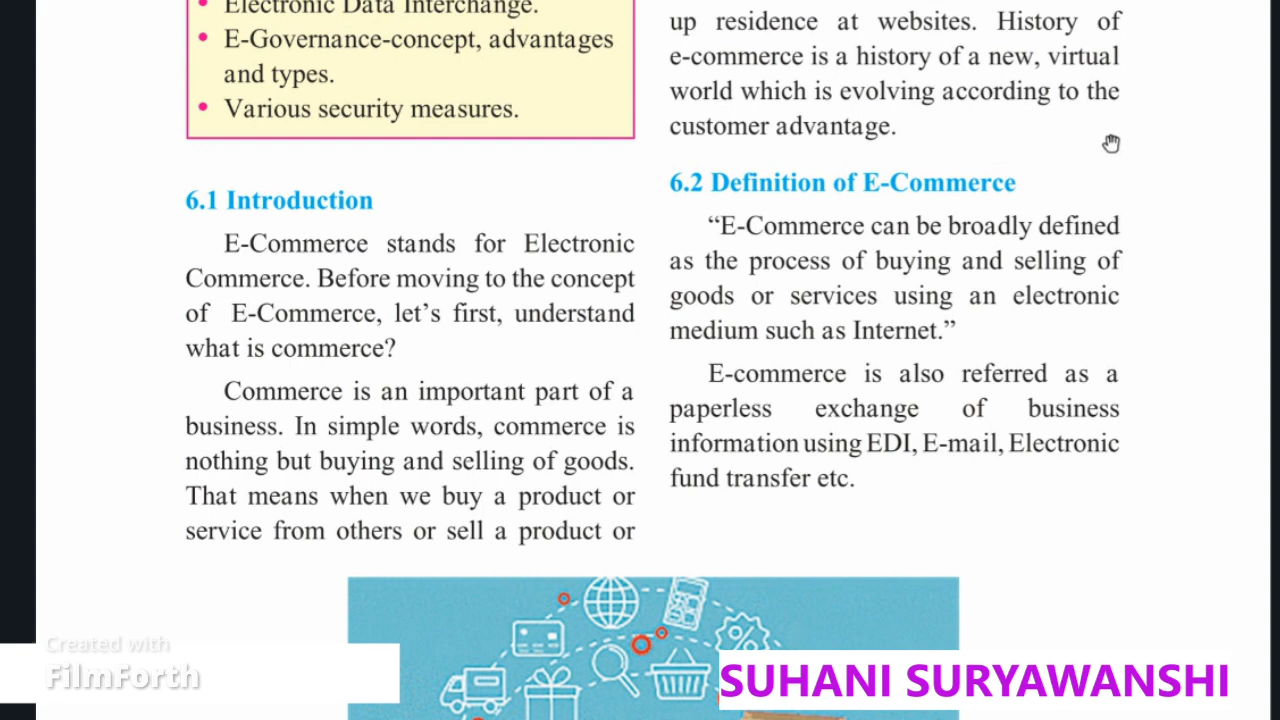 • Electronic Data Interchange.
• E-Governance-concept, advantages
and types.
• Various security measures.
6.1 Introduction
E-Commerce stands for Electronic
Commerce. Before moving to the concept
of E-Commerce, let’s first, understand
what is commerce?
Commerce is an important part of a
business. In simple words, commerce is
nothing but buying and selling of goods.
That means when we buy a product or
service from others or sell a product or
up residence at websites. History of
e-commerce is a history of a new, virtual
world which is evolving according to the
customer advantage.
6.2 Definition of E-Commerce
“E-Commerce can be broadly defined
as the process of buying and selling of
goods or services using an electronic
medium such as Internet.”
E-commerce is also referred as a
paperless exchange of business
information using EDI, E-mail, Electronic
fund transfer etc.
Created with
FilmForth
SUHANI SURYAWANSHI